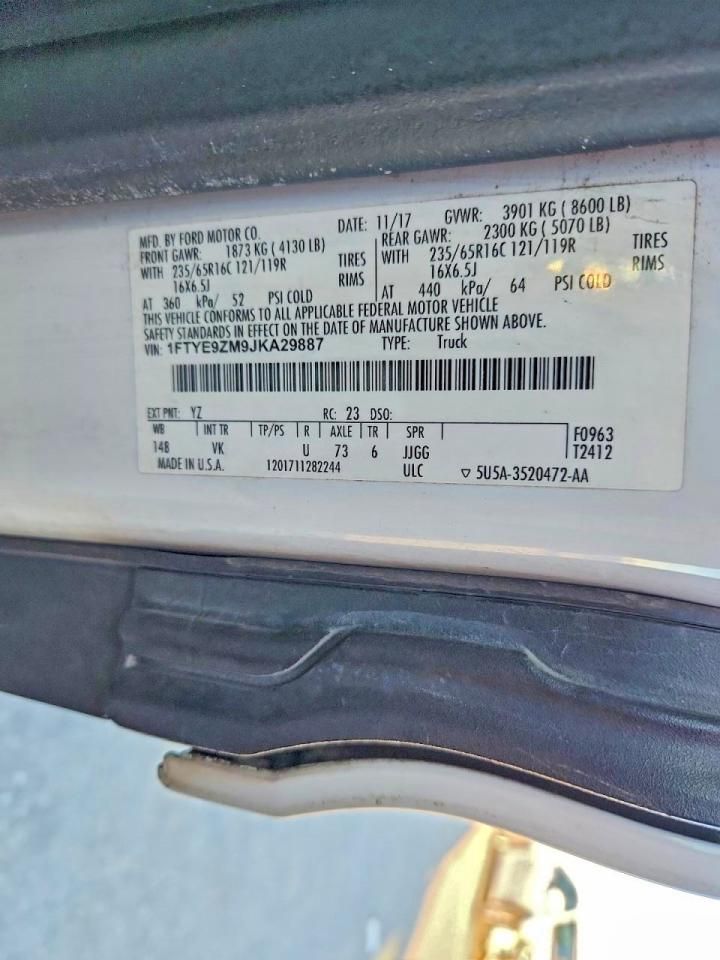 MFD. BY FORD MOTOR CO. DATE: 11/17 GVWR: 3901 KG ( 8600 LB)
FRONT GAWR: 1873 KG ( 4130 LB) REAR GAWR: 2300 KG ( 5070 LB)
WITH 235/65R16C 121/119R TIRES WITH 235/65R16C 121/119R TIRES
16X6.5J RIMS 16X6.5J RIMS
AT 360 kPa/ 52 PSI COLD AT 440 kPa/ 64 PSI COLD
THIS VEHICLE CONFORMS TO ALL APPLICABLE FEDERAL MOTOR VEHICLE
SAFETY STANDARDS IN EFFECT ON THE DATE OF MANUFACTURE SHOWN ABOVE.
VIN: 1FTYE9ZM9JKA29887 TYPE: Truck
EXT PNT: YZ RC: 23 DSO:
WB INT TR TP/PS R AXLE TR SPR F0963
148 VK U 73 6 JJGG T2412
MADE IN U.S.A. 1201711282244 ULC ▽ 5U5A-3520472-AA